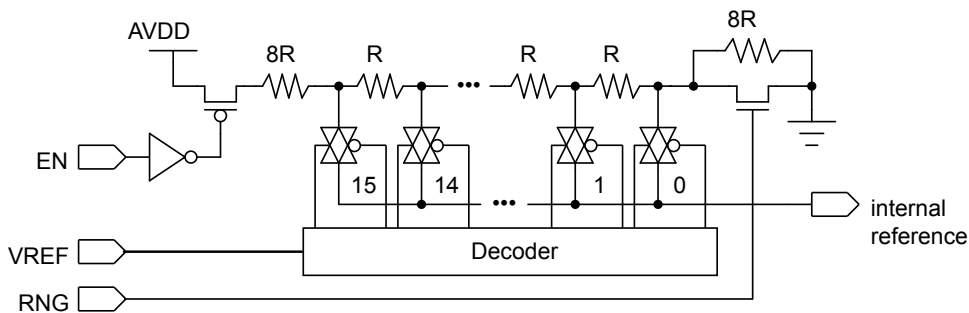 AVDD
8R
8R
R
•••
R
R
EN
15
14
1
0
•••
internal
reference
VREF
Decoder
RNG